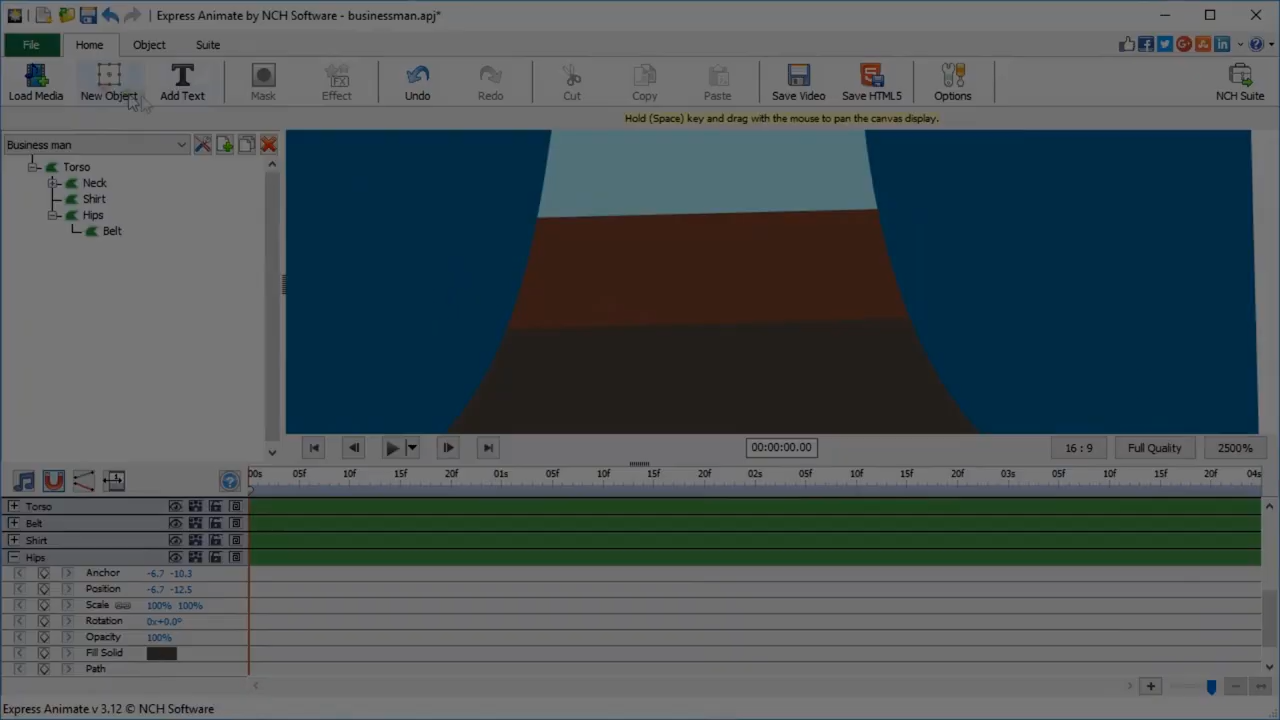 Express Animate by NCH Software - businessman.apj*
File Home Object Suite
Load Media New Object Add Text Mask Effect Undo Redo Cut Copy Paste Save Video Save HTML5 Options NCH Suite
Hold (Space) key and drag with the mouse to pan the canvas display.
Business man
Torso
Neck
Shirt
Hips
Belt
00:00:00.00 16 : 9 Full Quality 2500%
00s 05f 10f 15f 20f 01s 05f 10f 15f 20f 02s 05f 10f 15f 20f 03s 05f 10f 15f 20f 04s
Torso
Belt
Shirt
Hips
Anchor -6.7 -10.3
Position -6.7 -12.5
Scale 100% 100%
Rotation 0x+0.0º
Opacity 100%
Fill Solid
Path
Express Animate v 3.12 © NCH Software